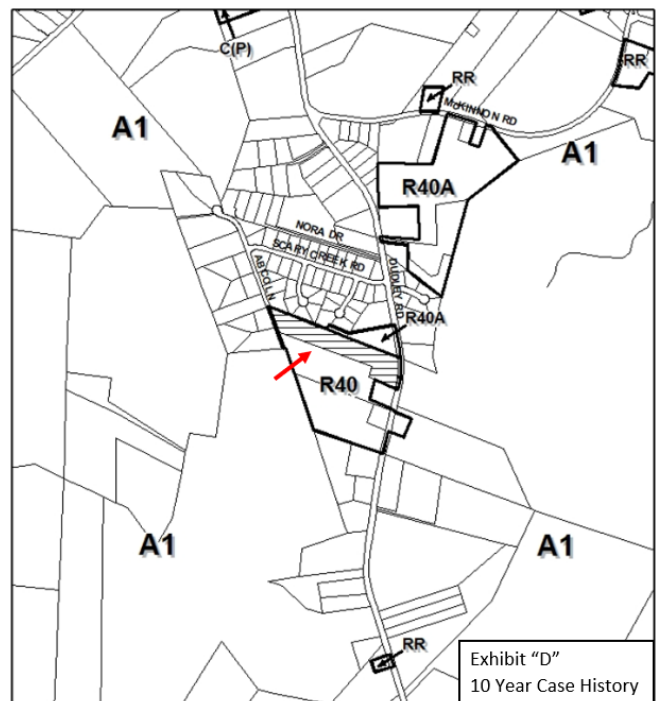 C(P)
RR
RR
McKINNON RD
A1
A1
R40A
NORA DR
SCARY CREEK RD
ABCO LN
DUDLEY RD
R40A
R40
A1
A1
RR
Exhibit “D”
10 Year Case History